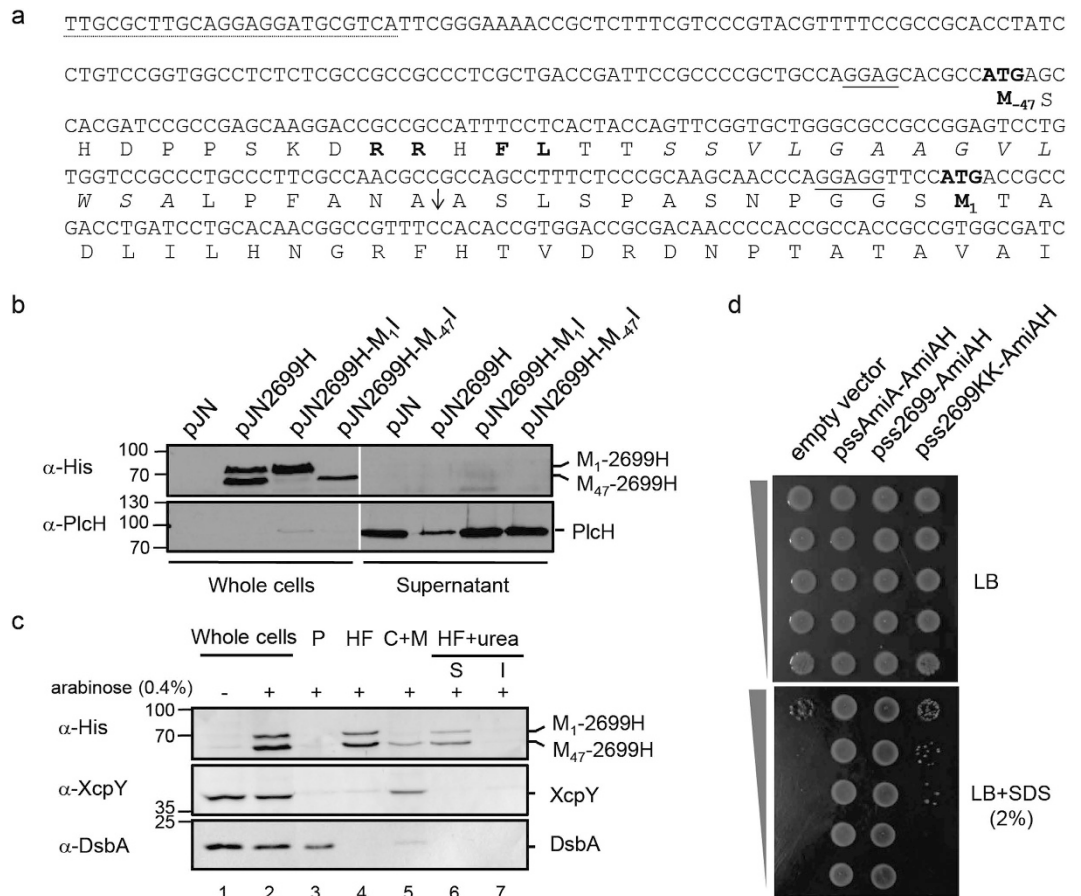 a
TTGCGCTTGCAGGAGGATGCGTCATTCGGGAAAACCGCTCTTTCGTCCCGTACGTTTTCCGCCGCACCTATC
CTGTCCGGTGGCCTCTCTCGCCGCCGCCCTCGCTGACCGATTCCGCCCCGCTGCCAGGAGCACGCCATGAGC
M-47 S
CACGATCCGCCGAGCAAGGACCGCCGCCATTTCCTCACTACCAGTTCGGTGCTGGGCGCCGCCGGAGTCCTG
H D P P S K D R R H F L T T S S V L G A A G V L
TGGTCCGCCCTGCCCTTCGCCAACGCCGCCAGCCTTTCTCCCGCAAGCAACCCAGGAGGTTCCATGACCGCC
W S A L P F A N A↓A S L S P A S N P G G S M1 T A
GACCTGATCCTGCACAACGGCCGTTTCCACACCGTGGACCGCGACAACCCCACCGCCACCGCCGTGGCGATC
D L I L H N G R F H T V D R D N P T A T A V A I
b
pJN pJN2699H pJN2699H-M1I pJN2699H-M-47I pJN pJN2699H pJN2699H-M1I pJN2699H-M-47I
α-His 100 70 M1-2699H
M47-2699H
α-PlcH 130 100 70 PlcH
Whole cells Supernatant
c
Whole cells P HF C+M HF+urea
S I
arabinose (0.4%) - + + + + + +
α-His 100 70 M1-2699H
M47-2699H
α-XcpY 35 XcpY
α-DsbA 25 DsbA
1 2 3 4 5 6 7
d
empty vector pssAmiA-AmiAH pss2699-AmiAH pss2699KK-AmiAH
LB
LB+SDS
(2%)